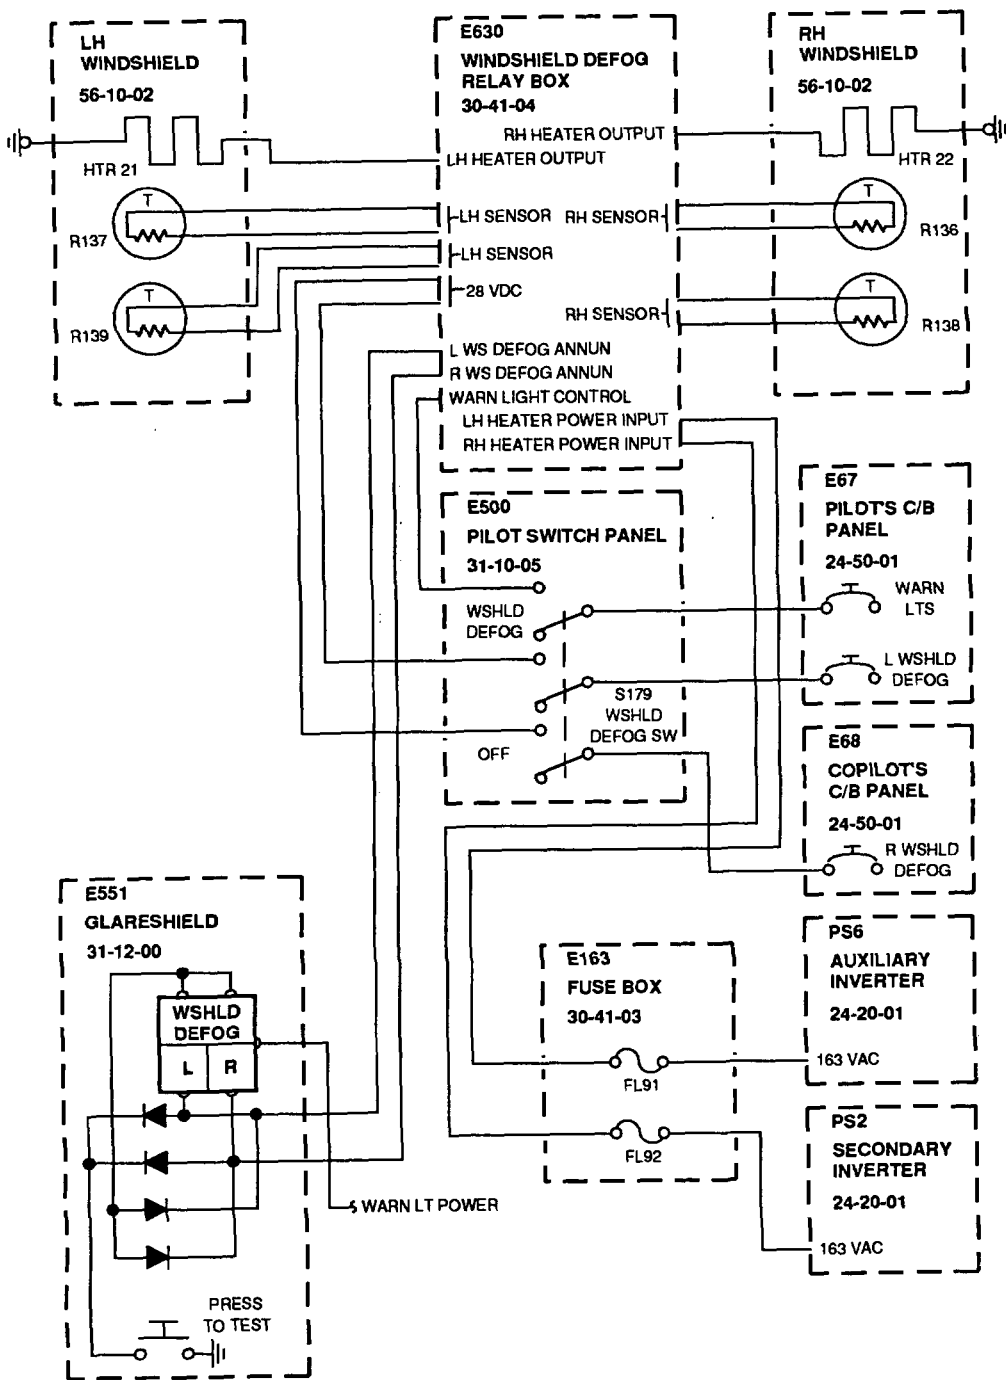 LH
WINDSHIELD
56-10-02
HTR 21
T
R137
T
R139
E630
WINDSHIELD DEFOG
RELAY BOX
30-41-04
RH HEATER OUTPUT
LH HEATER OUTPUT
LH SENSOR
RH SENSOR
LH SENSOR
28 VDC
RH SENSOR
L WS DEFOG ANNUN
R WS DEFOG ANNUN
WARN LIGHT CONTROL
LH HEATER POWER INPUT
RH HEATER POWER INPUT
RH
WINDSHIELD
56-10-02
HTR 22
T
R136
T
R138
E500
PILOT SWITCH PANEL
31-10-05
WSHLD
DEFOG
S179
WSHLD
DEFOG SW
OFF
E67
PILOT'S C/B
PANEL
24-50-01
WARN
LTS
L WSHLD
DEFOG
E68
COPILOT'S
C/B PANEL
24-50-01
R WSHLD
DEFOG
E551
GLARESHIELD
31-12-00
WSHLD
DEFOG
L R
WARN LT POWER
PRESS
TO TEST
E163
FUSE BOX
30-41-03
FL91
FL92
PS6
AUXILIARY
INVERTER
24-20-01
163 VAC
PS2
SECONDARY
INVERTER
24-20-01
163 VAC